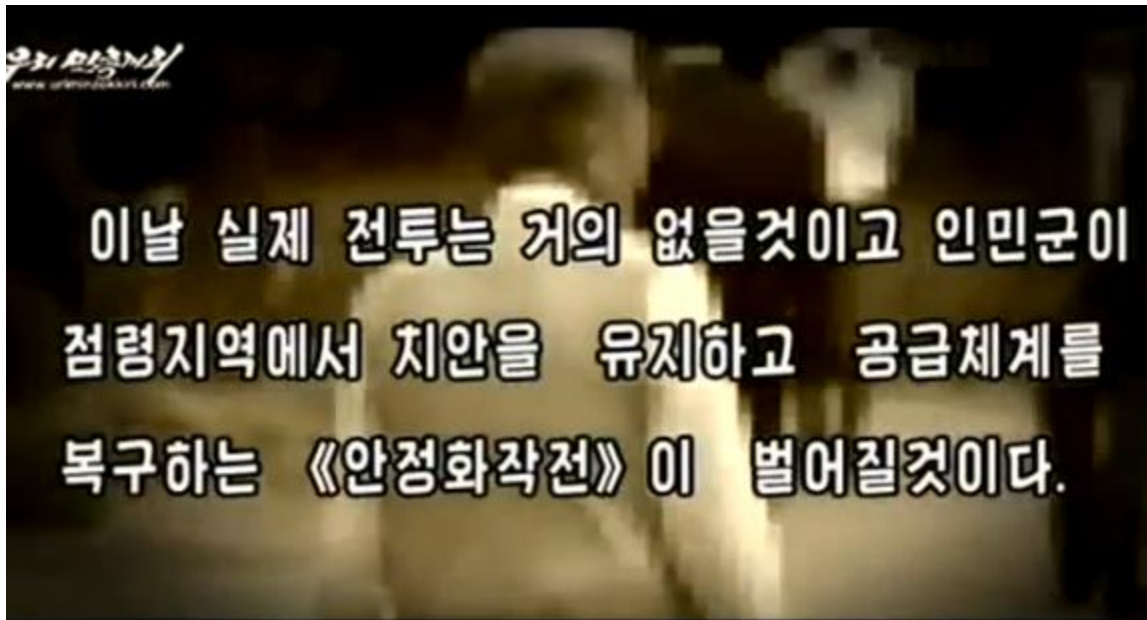 우리 민족끼리
www.uriminzokkiri.com
이날 실제 전투는 거의 없을것이고 인민군이
점령지역에서 치안을 유지하고 공급체계를
복구하는 《안정화작전》이 벌어질것이다.